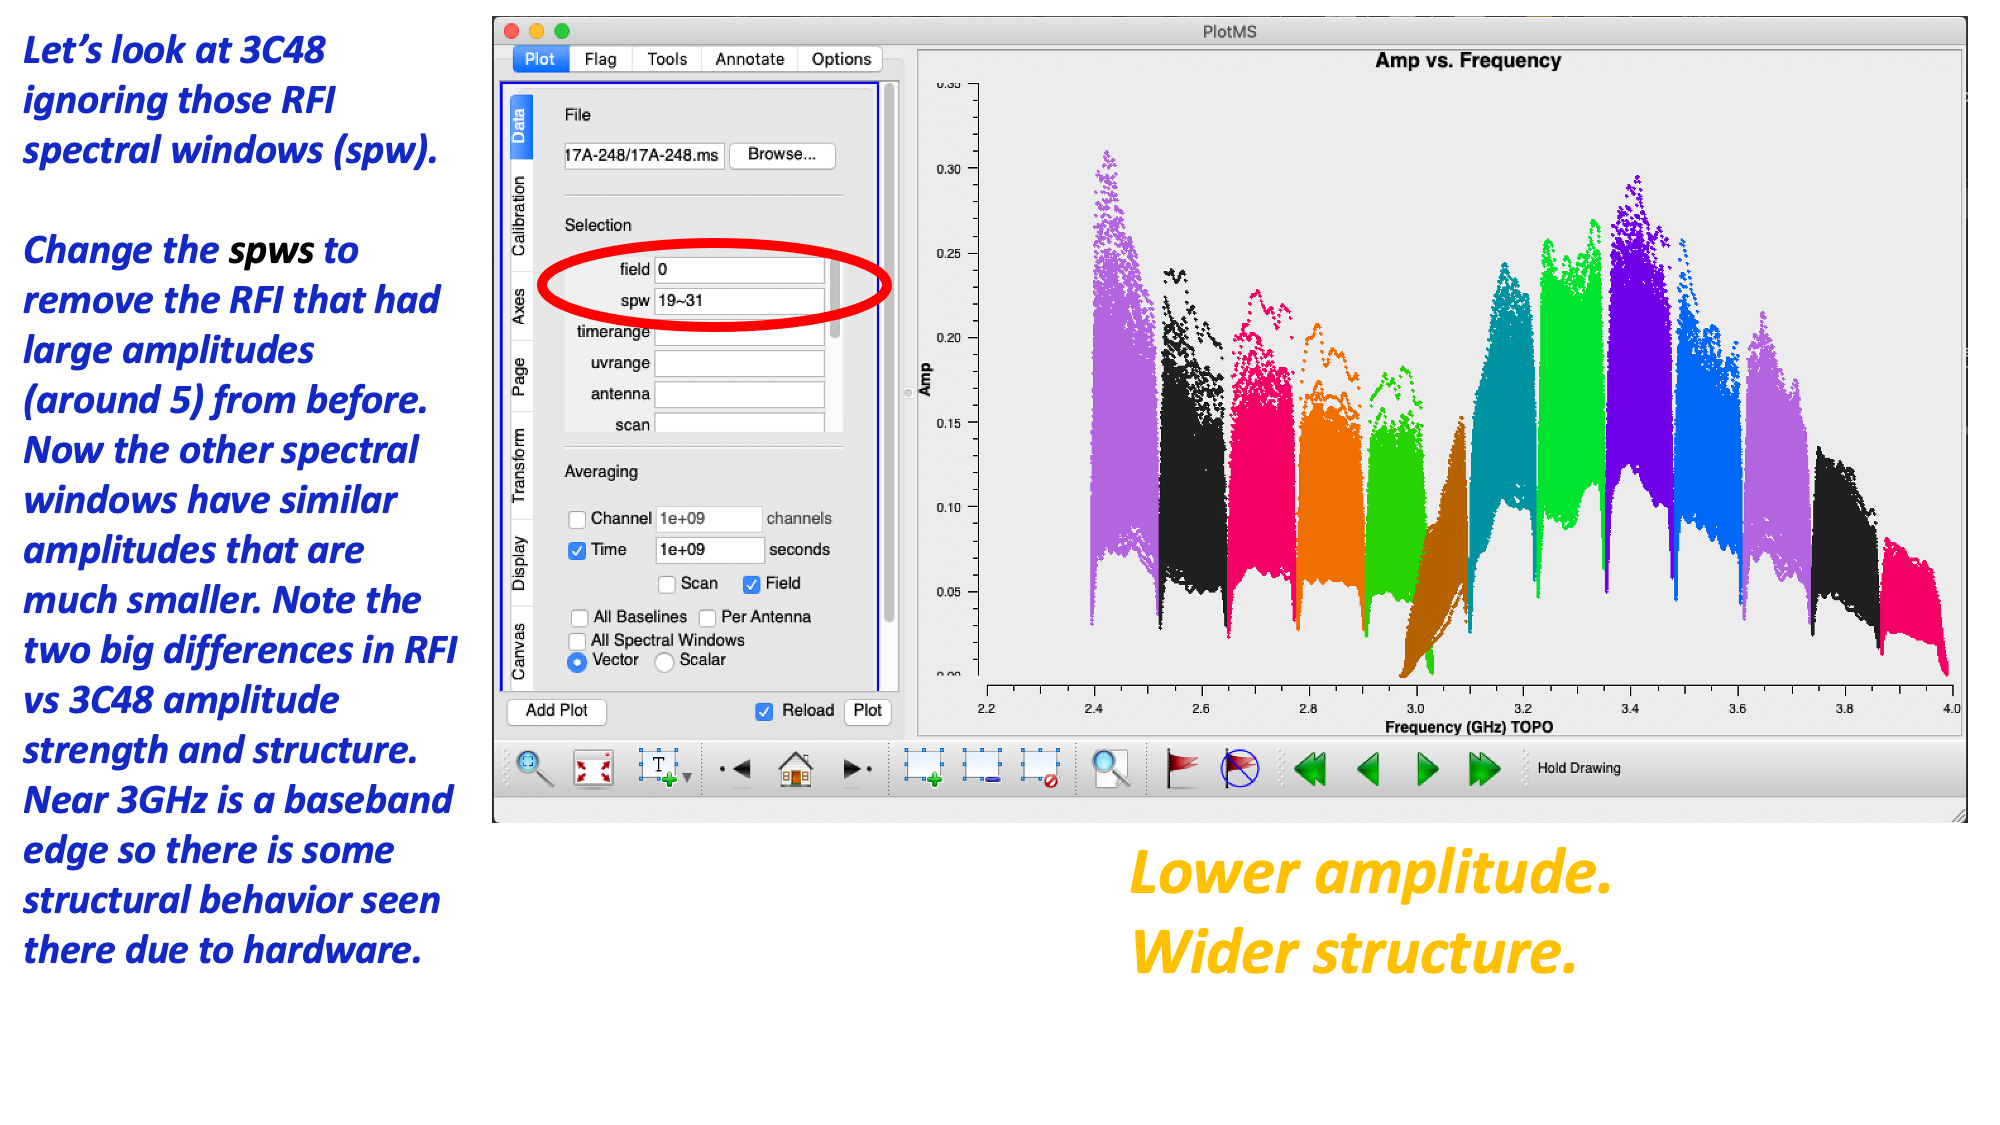 Let's look at 3C48
ignoring those RFI
spectral windows (spw).
Change the spws to
remove the RFI that had
large amplitudes
(around 5) from before.
Now the other spectral
windows have similar
amplitudes that are
much smaller. Note the
two big differences in RFI
vs 3C48 amplitude
strength and structure.
Near 3GHz is a baseband
edge so there is some
structural behavior seen
there due to hardware.
PlotMS
Plot Flag Tools Annotate Options
Data
Calibration
Axes
Page
Transform
Display
Canvas
File
17A-248/17A-248.ms Browse...
Selection
field 0
spw 19~31
timerange
uvrange
antenna
scan
Averaging
Channel 1e+09 channels
Time 1e+09 seconds
Scan Field
All Baselines Per Antenna
All Spectral Windows
Vector Scalar
Add Plot Reload Plot
Amp vs. Frequency
Amp
0.35
0.30
0.25
0.20
0.15
0.10
0.05
0.00
2.2 2.4 2.6 2.8 3.0 3.2 3.4 3.6 3.8 4.0
Frequency (GHz) TOPO
T
Hold Drawing
Lower amplitude.
Wider structure.